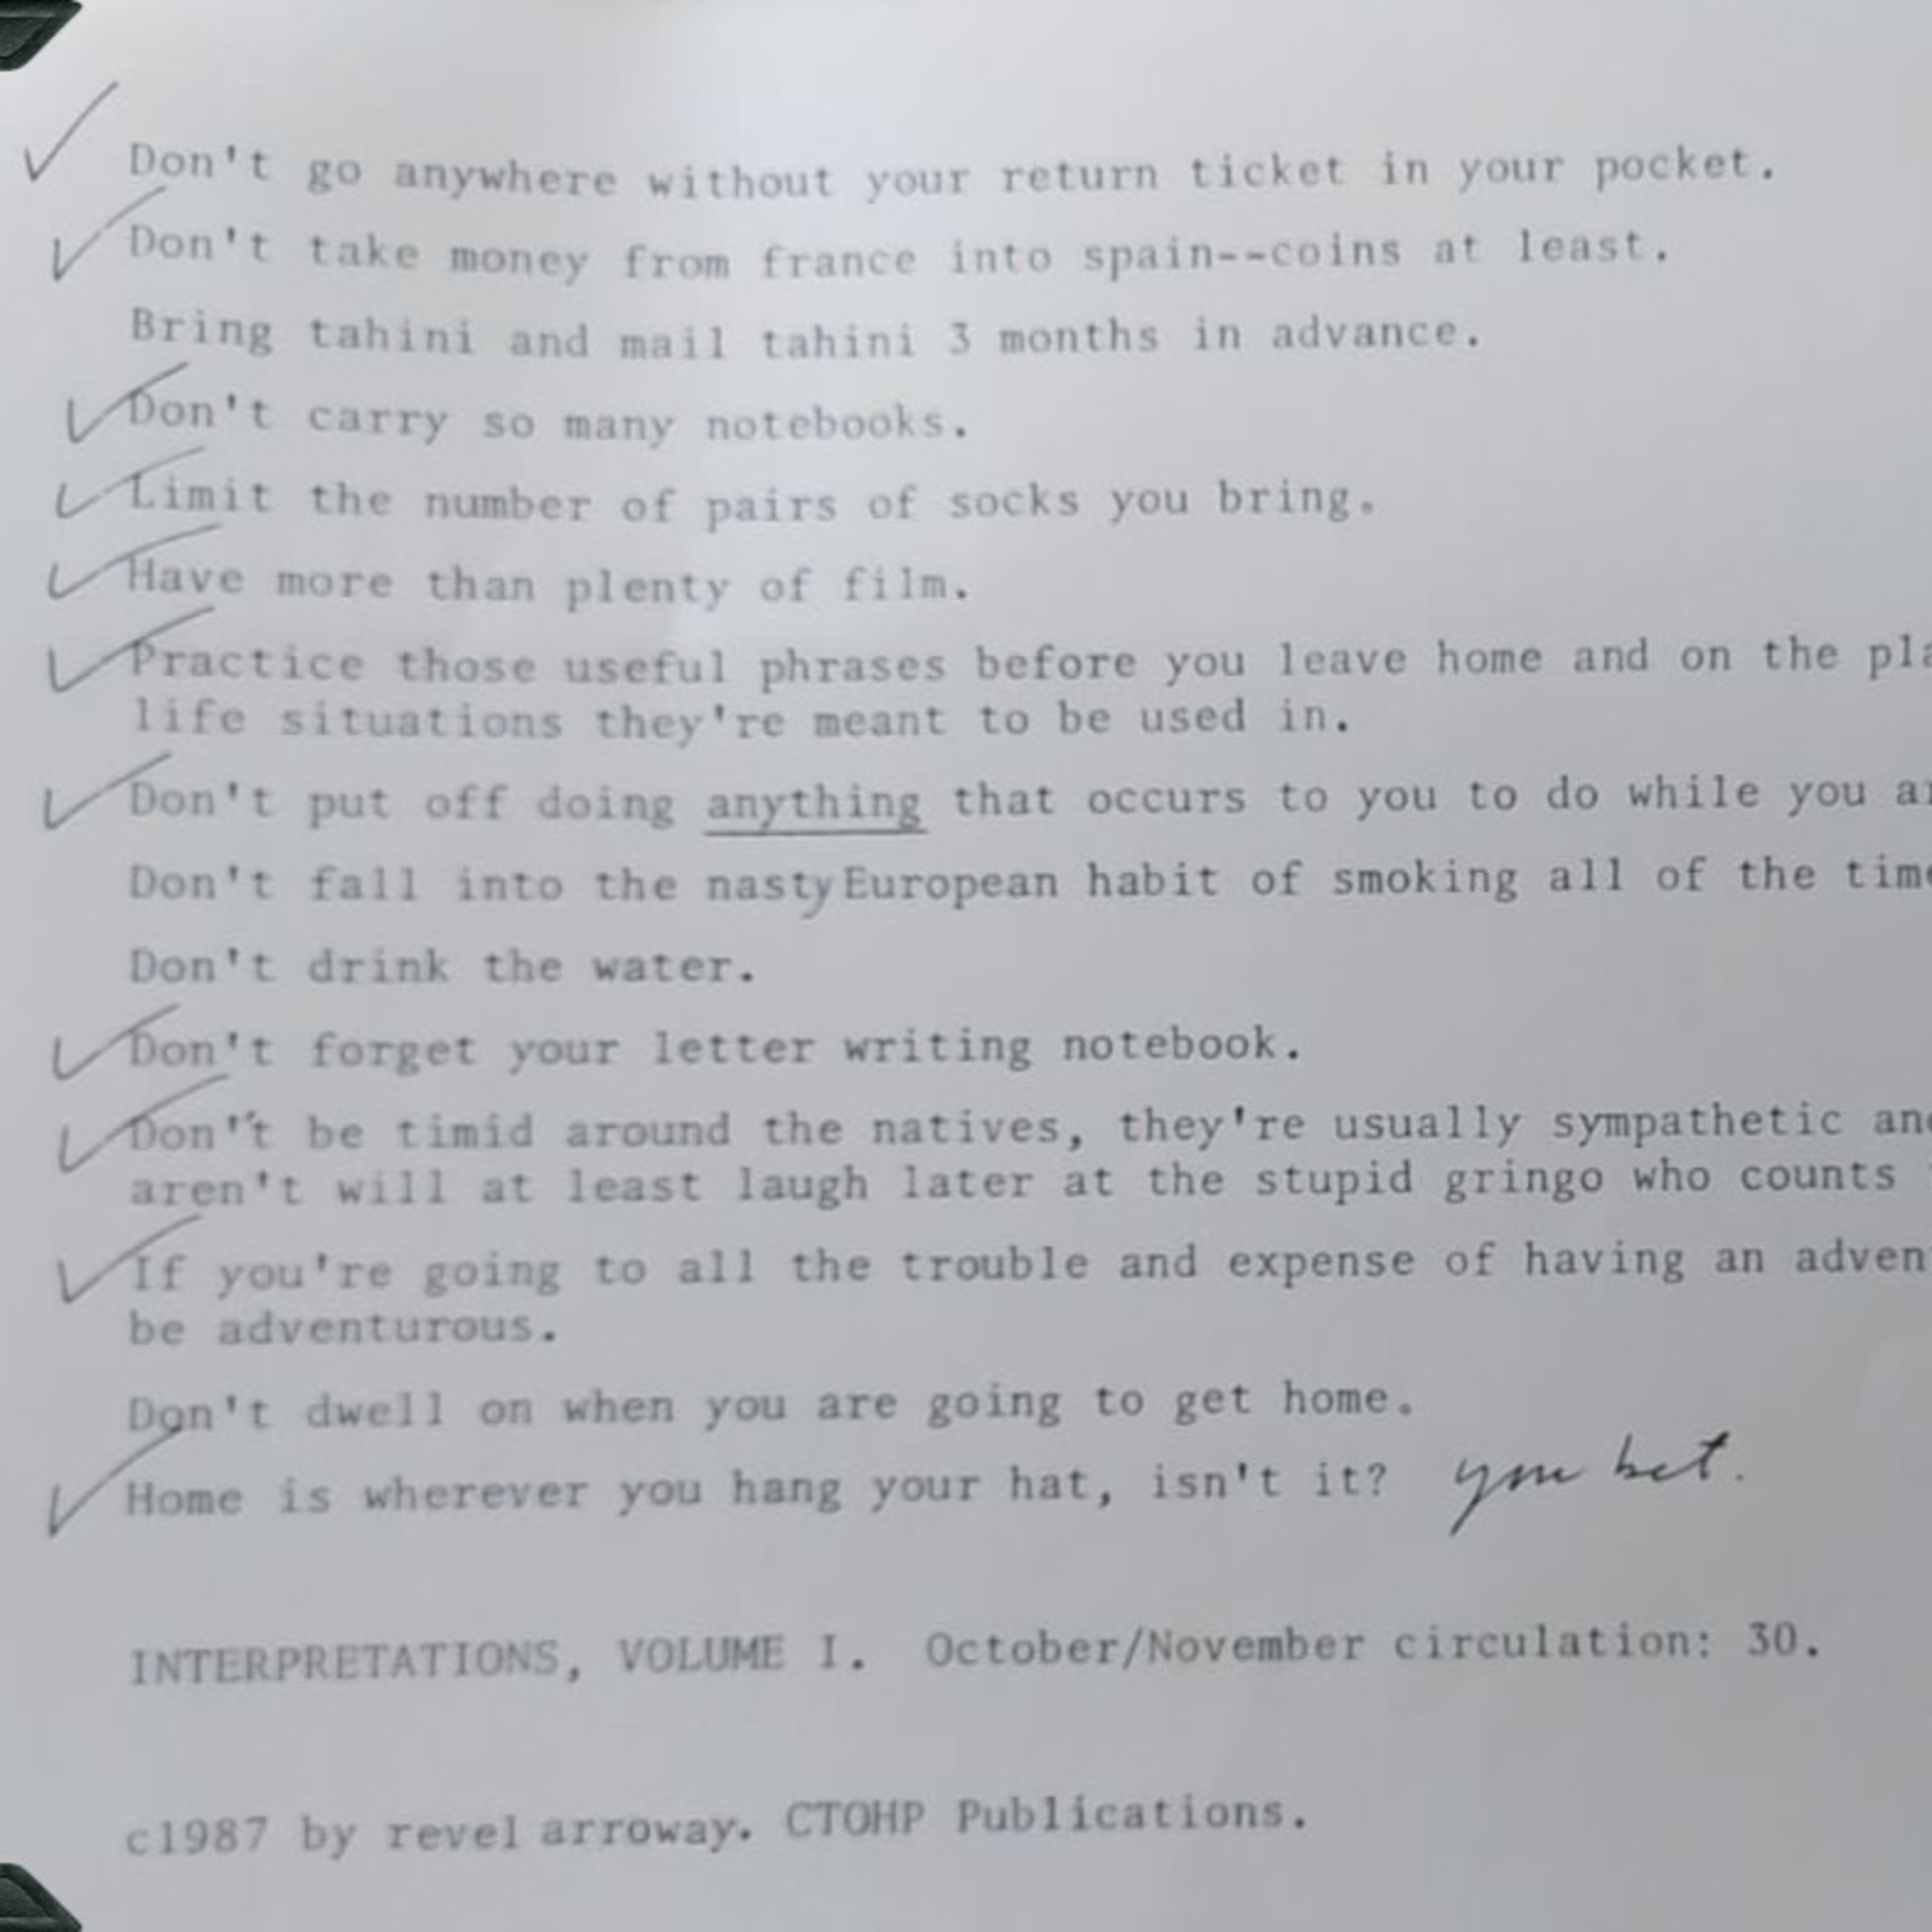 Don't go anywhere without your return ticket in your pocket.
Don't take money from france into spain--coins at least.
Bring tahini and mail tahini 3 months in advance.
Don't carry so many notebooks.
Limit the number of pairs of socks you bring.
Have more than plenty of film.
Practice those useful phrases before you leave home and on the
life situations they're meant to be used in.
Don't put off doing anything that occurs to you to do while you
Don't fall into the nasty European habit of smoking all of the
Don't drink the water.
Don't forget your letter writing notebook.
Don't be timid around the natives, they're usually sympathetic
aren't will at least laugh later at the stupid gringo who counts
If you're going to all the trouble and expense of having an
be adventurous.
Don't dwell on when you are going to get home.
Home is wherever you hang your hat, isn't it? you bet.
INTERPRETATIONS, VOLUME I. October/November circulation: 30.
c1987 by revel arroway. CTOHP Publications.